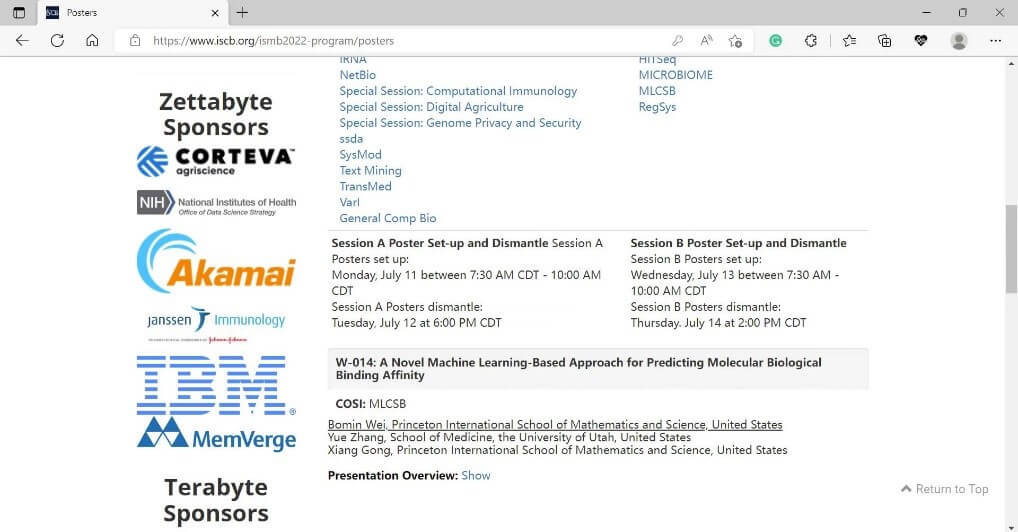 Posters
https://www.iscb.org/ismb2022-program/posters
Zettabyte
Sponsors
CORTEVA™
agriscience
NIH National Institutes of Health
Office of Data Science Strategy
Akamai
janssen Immunology
Johnson & Johnson
IBM®
MemVerge
Terabyte
Sponsors
iRNA
NetBio
Special Session: Computational Immunology
Special Session: Digital Agriculture
Special Session: Genome Privacy and Security
ssda
SysMod
Text Mining
TransMed
VarI
General Comp Bio
HITSeq
MICROBIOME
MLCSB
RegSys
Session A Poster Set-up and Dismantle Session A
Posters set up:
Monday, July 11 between 7:30 AM CDT - 10:00 AM
CDT
Session A Posters dismantle:
Tuesday, July 12 at 6:00 PM CDT
Session B Poster Set-up and Dismantle
Session B Posters set up:
Wednesday, July 13 between 7:30 AM -
10:00 AM CDT
Session B Posters dismantle:
Thursday. July 14 at 2:00 PM CDT
W-014: A Novel Machine Learning-Based Approach for Predicting Molecular Biological
Binding Affinity
COSI: MLCSB
Bomin Wei, Princeton International School of Mathematics and Science, United States
Yue Zhang, School of Medicine, the University of Utah, United States
Xiang Gong, Princeton International School of Mathematics and Science, United States
Presentation Overview: Show
Return to Top